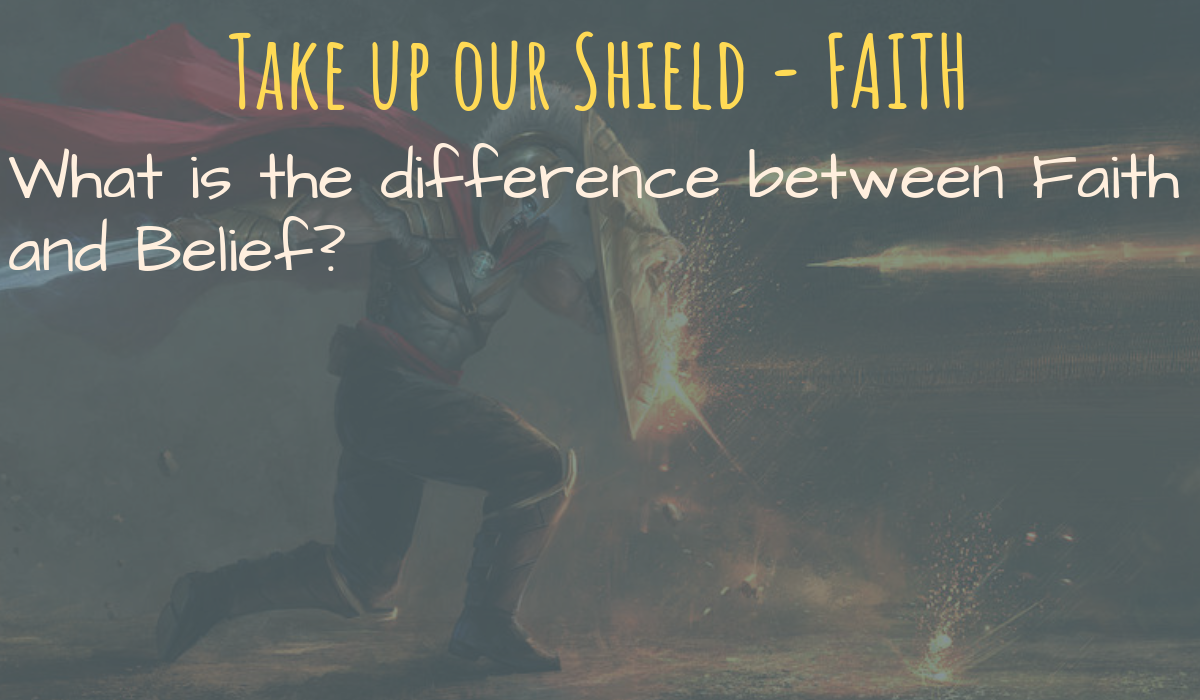 Take up our Shield - FAITH
What is the difference between Faith
and Belief?